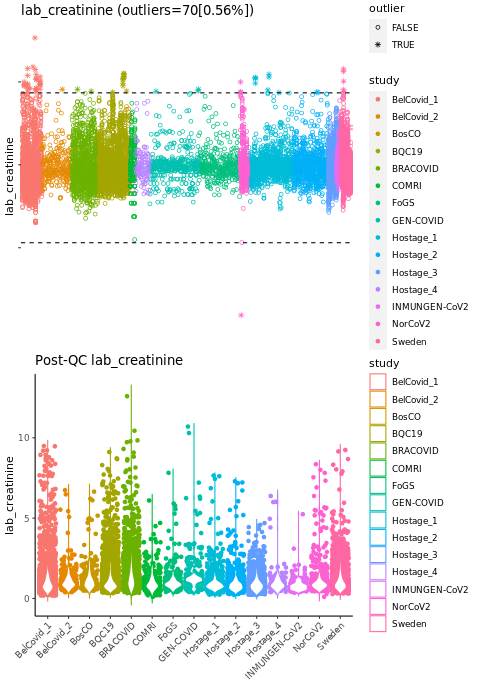 lab_creatinine (outliers=70[0.56%])
lab_creatinine
outlier
FALSE
TRUE
study
BelCovid_1
BelCovid_2
BosCO
BQC19
BRACOVID
COMRI
FoGS
GEN-COVID
Hostage_1
Hostage_2
Hostage_3
Hostage_4
INMUNGEN-CoV2
NorCoV2
Sweden
Post-QC lab_creatinine
lab_creatinine
10
5
0
BelCovid_1
BelCovid_2
BosCO
BQC19
BRACOVID
COMRI
FoGS
GEN-COVID
Hostage_1
Hostage_2
Hostage_3
Hostage_4
INMUNGEN-CoV2
NorCoV2
Sweden
study
BelCovid_1
BelCovid_2
BosCO
BQC19
BRACOVID
COMRI
FoGS
GEN-COVID
Hostage_1
Hostage_2
Hostage_3
Hostage_4
INMUNGEN-CoV2
NorCoV2
Sweden